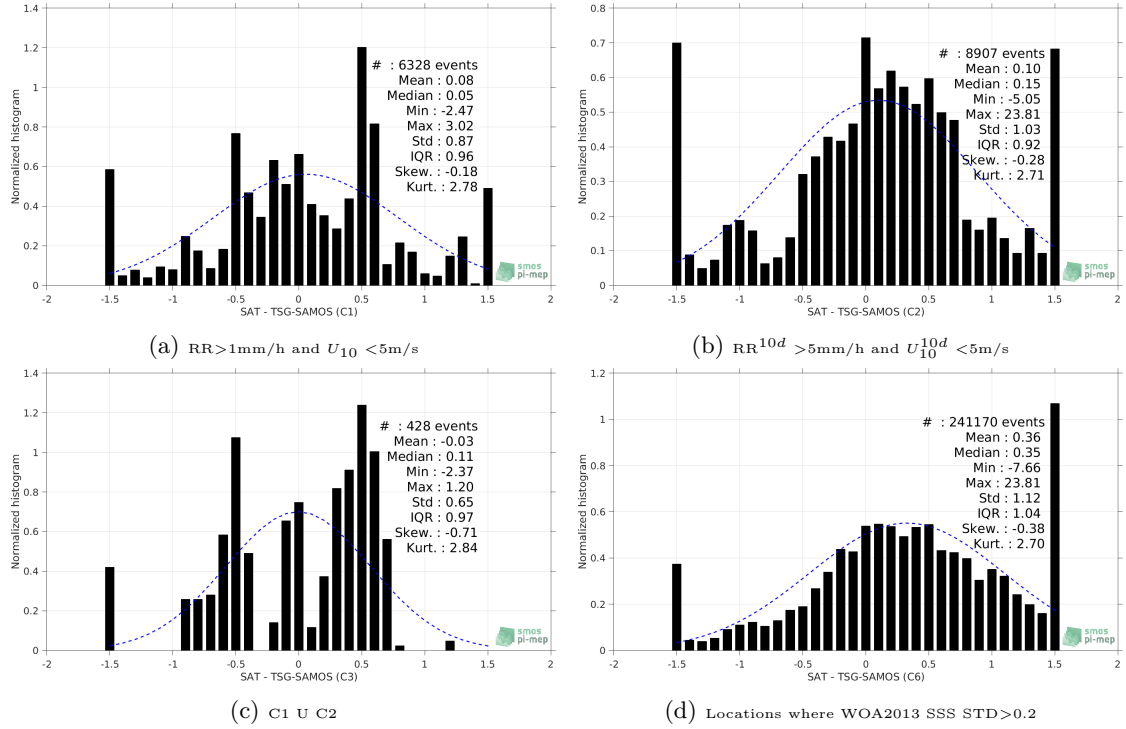 1.4
1.2
1
0.8
0.6
0.4
0.2
0
Normalized histogram
# : 6328 events
Mean : 0.08
Median : 0.05
Min : -2.47
Max : 3.02
Std : 0.87
IQR : 0.96
Skew. : -0.18
Kurt. : 2.78
smos
pi-mep
-2 -1.5 -1 -0.5 0 0.5 1 1.5 2
SAT - TSG-SAMOS (C1)
(a) RR>1mm/h and U10 <5m/s
0.8
0.7
0.6
0.5
0.4
0.3
0.2
0.1
0
Normalized histogram
# : 8907 events
Mean : 0.10
Median : 0.15
Min : -5.05
Max : 23.81
Std : 1.03
IQR : 0.92
Skew. : -0.28
Kurt. : 2.71
smos
pi-mep
-2 -1.5 -1 -0.5 0 0.5 1 1.5 2
SAT - TSG-SAMOS (C2)
(b) RR^10d >5mm/h and U10^10d <5m/s
1.4
1.2
1
0.8
0.6
0.4
0.2
0
Normalized histogram
# : 428 events
Mean : -0.03
Median : 0.11
Min : -2.37
Max : 1.20
Std : 0.65
IQR : 0.97
Skew. : -0.71
Kurt. : 2.84
smos
pi-mep
-2 -1.5 -1 -0.5 0 0.5 1 1.5 2
SAT - TSG-SAMOS (C3)
(c) C1 U C2
1.2
1
0.8
0.6
0.4
0.2
0
Normalized histogram
# : 241170 events
Mean : 0.36
Median : 0.35
Min : -7.66
Max : 23.81
Std : 1.12
IQR : 1.04
Skew. : -0.38
Kurt. : 2.70
smos
pi-mep
-2 -1.5 -1 -0.5 0 0.5 1 1.5 2
SAT - TSG-SAMOS (C6)
(d) Locations where WOA2013 SSS STD>0.2